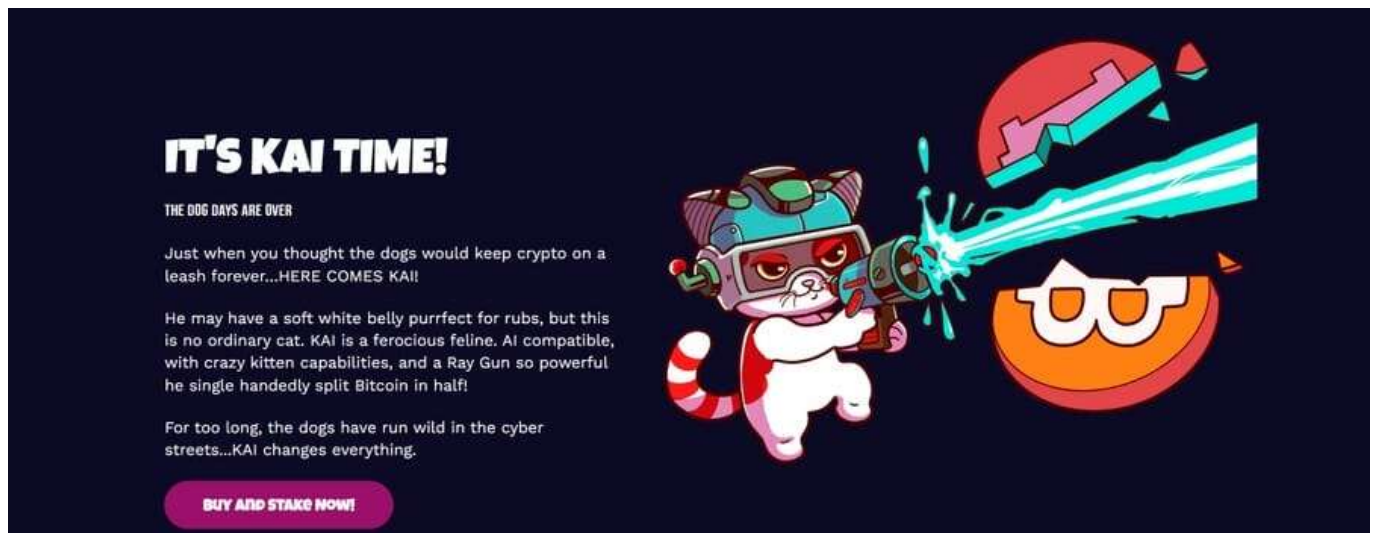 IT'S KAI TIME!
THE DOG DAYS ARE OVER
Just when you thought the dogs would keep crypto on a
leash forever...HERE COMES KAI!
He may have a soft white belly purrfect for rubs, but this
is no ordinary cat. KAI is a ferocious feline. AI compatible,
with crazy kitten capabilities, and a Ray Gun so powerful
he single handedly split Bitcoin in half!
For too long, the dogs have run wild in the cyber
streets...KAI changes everything.
BUY AND STAKE NOW!